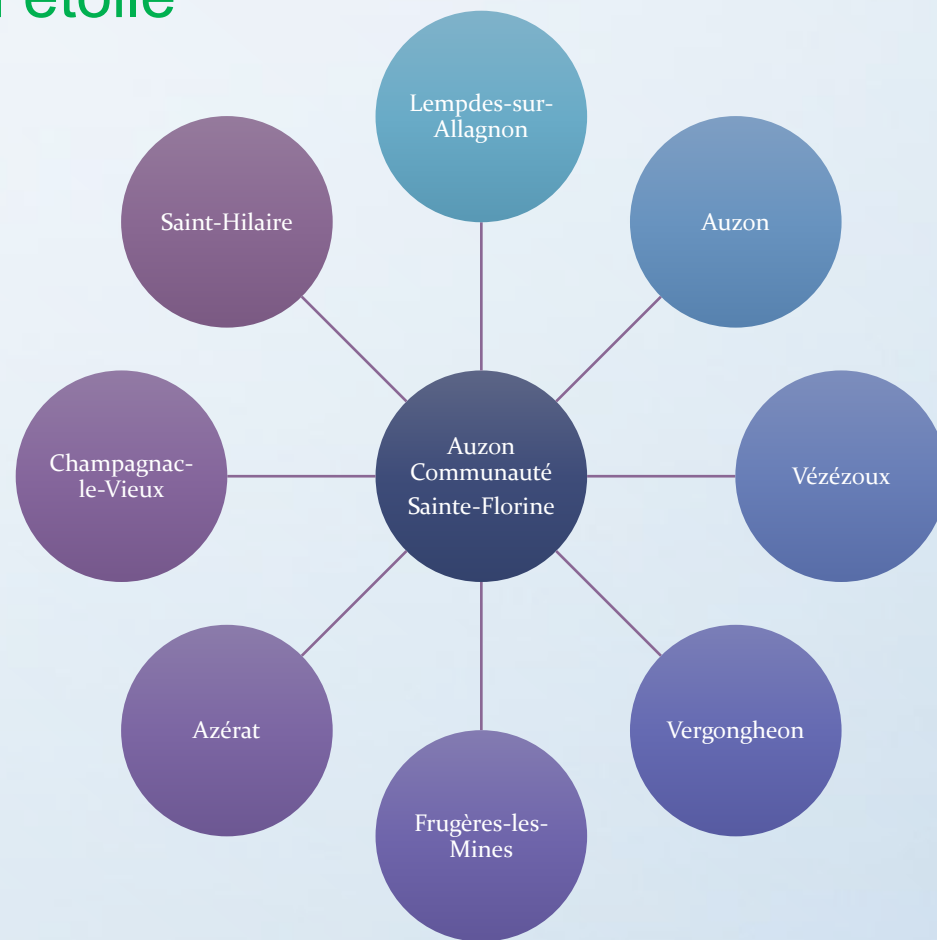 étoile
Lempdes-sur-
Allagnon
Auzon
Vézézoux
Vergongheon
Frugères-les-
Mines
Azérat
Champagnac-
le-Vieux
Saint-Hilaire
Auzon
Communauté
Sainte-Florine